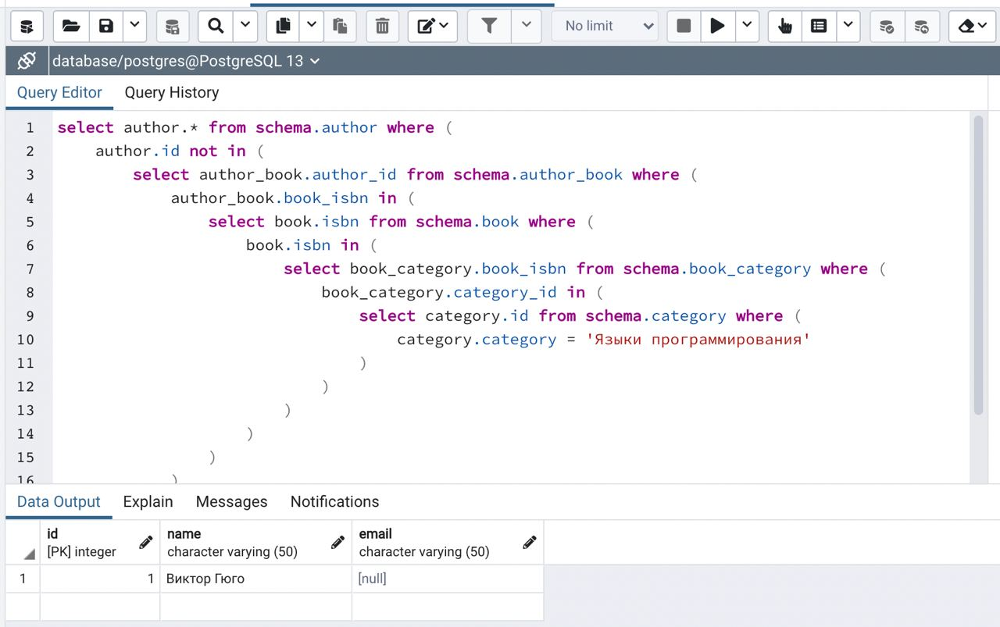 No limit
database/postgres@PostgreSQL 13
Query Editor Query History
1 select author.* from schema.author where (
2 author.id not in (
3 select author_book.author_id from schema.author_book where (
4 author_book.book_isbn in (
5 select book.isbn from schema.book where (
6 book.isbn in (
7 select book_category.book_isbn from schema.book_category where (
8 book_category.category_id in (
9 select category.id from schema.category where (
10 category.category = 'Языки программирования'
11 )
12 )
13 )
14 )
15 )
16 )
Data Output Explain Messages Notifications
id name email
[PK] integer character varying (50) character varying (50)
1 1 Виктор Гюго [null]